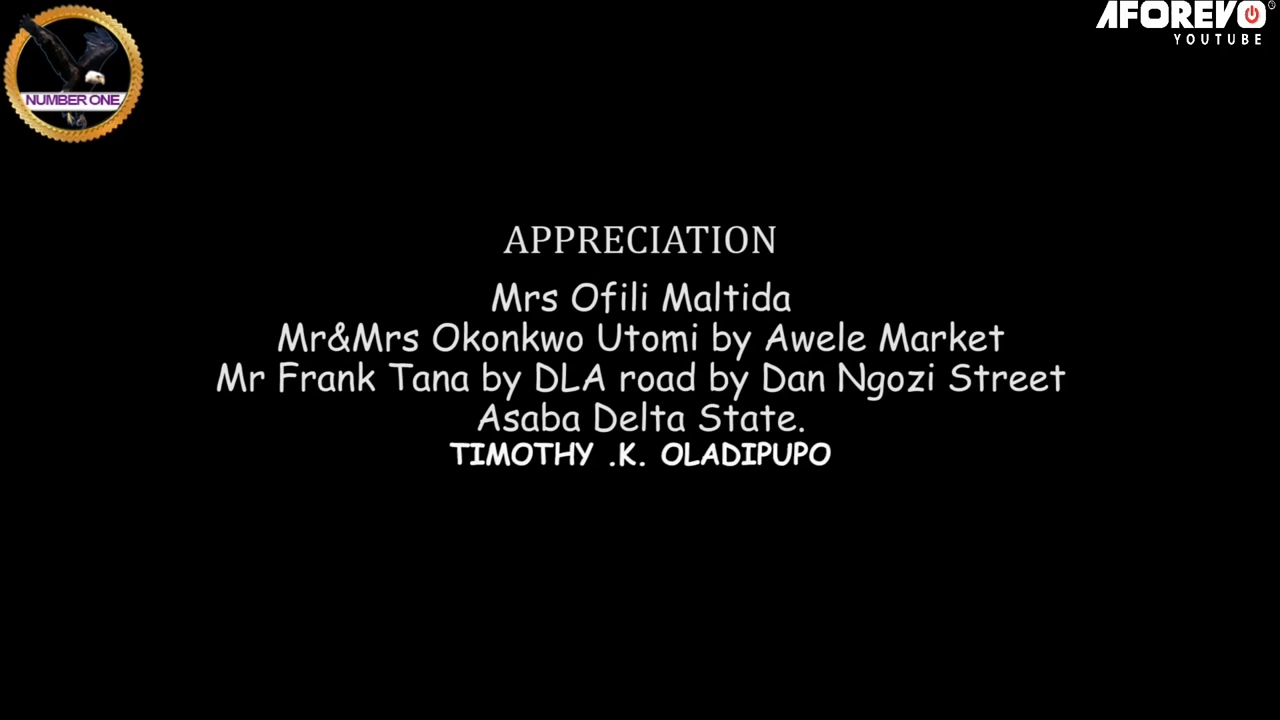 NUMBER ONE
AFOREVO
YOUTUBE
APPRECIATION
Mrs Ofili Maltida
Mr&Mrs Okonkwo Utomi by Awele Market
Mr Frank Tana by DLA road by Dan Ngozi Street
Asaba Delta State.
TIMOTHY .K. OLADIPUPO